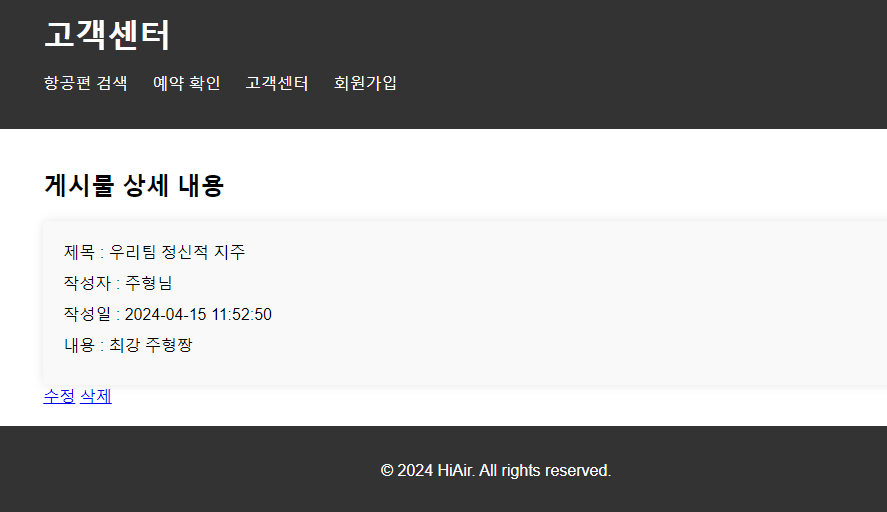 고객센터
항공편 검색 예약 확인 고객센터 회원가입
게시물 상세 내용
제목 : 우리팀 정신적 지주
작성자 : 주형님
작성일 : 2024-04-15 11:52:50
내용 : 최강 주형짱
수정 삭제
© 2024 HiAir. All rights reserved.